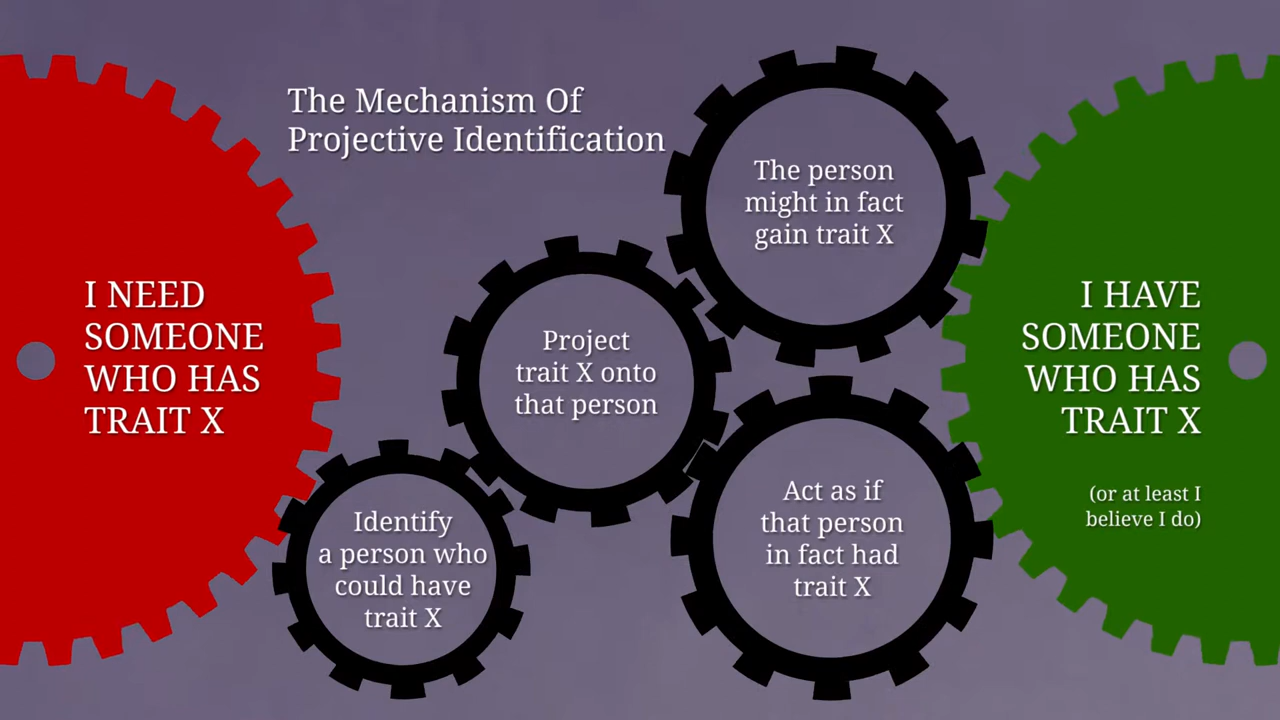 The Mechanism Of
Projective Identification
I NEED
SOMEONE
WHO HAS
TRAIT X
Identify
a person who
could have
trait X
Project
trait X onto
that person
The person
might in fact
gain trait X
Act as if
that person
in fact had
trait X
I HAVE
SOMEONE
WHO HAS
TRAIT X
(or at least I
believe I do)